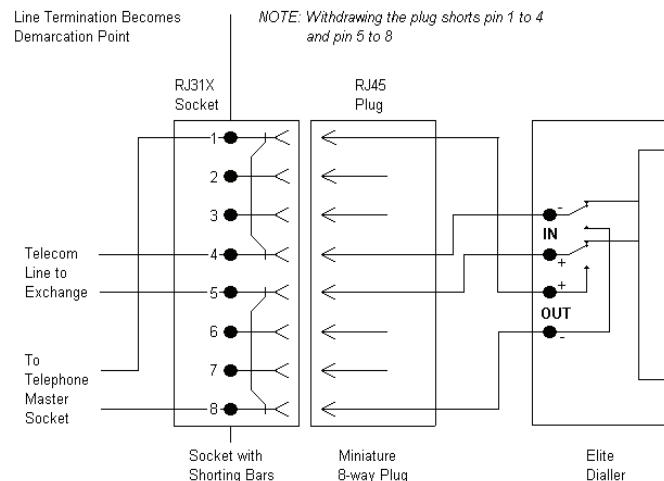 Line Termination Becomes
Demarcation Point
NOTE: Withdrawing the plug shorts pin 1 to 4
and pin 5 to 8
RJ31X
Socket
RJ45
Plug
1
2
3
4
5
6
7
8
Telecom
Line to
Exchange
To
Telephone
Master
Socket
-
IN
+
+
OUT
-
Socket with
Shorting Bars
Miniature
8-way Plug
Elite
Dialler